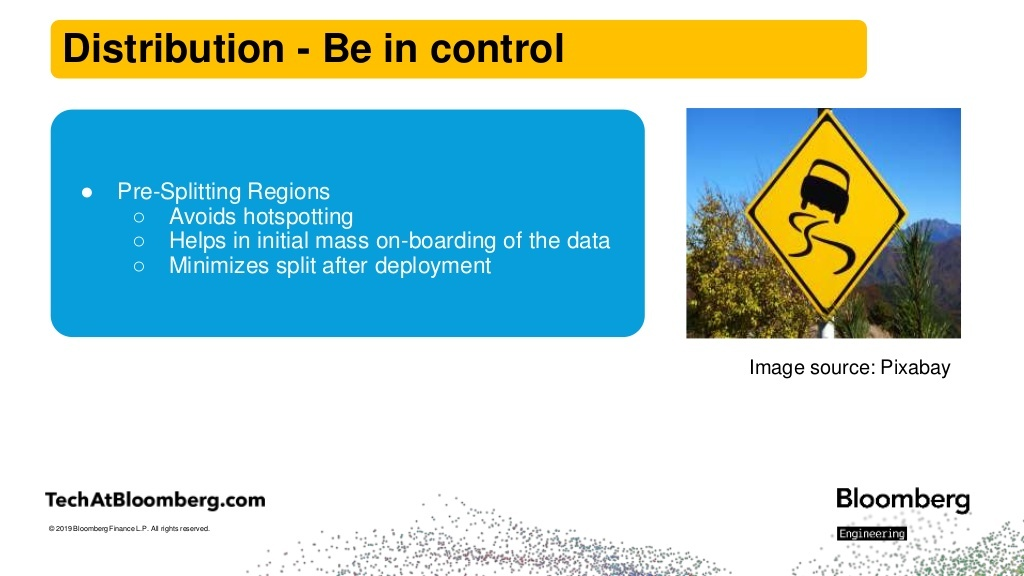 Distribution - Be in control
● Pre-Splitting Regions
○ Avoids hotspotting
○ Helps in initial mass on-boarding of the data
○ Minimizes split after deployment
Image source: Pixabay
TechAtBloomberg.com
© 2019 Bloomberg Finance L.P. All rights reserved.
Bloomberg
Engineering